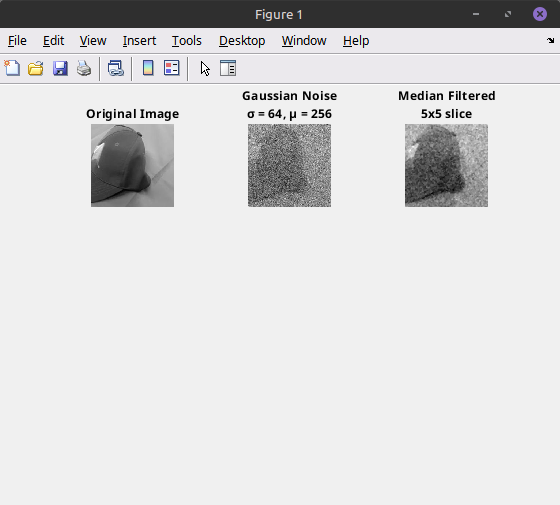 Figure 1
File Edit View Insert Tools Desktop Window Help
Original Image
Gaussian Noise
σ = 64, μ = 256
Median Filtered
5x5 slice